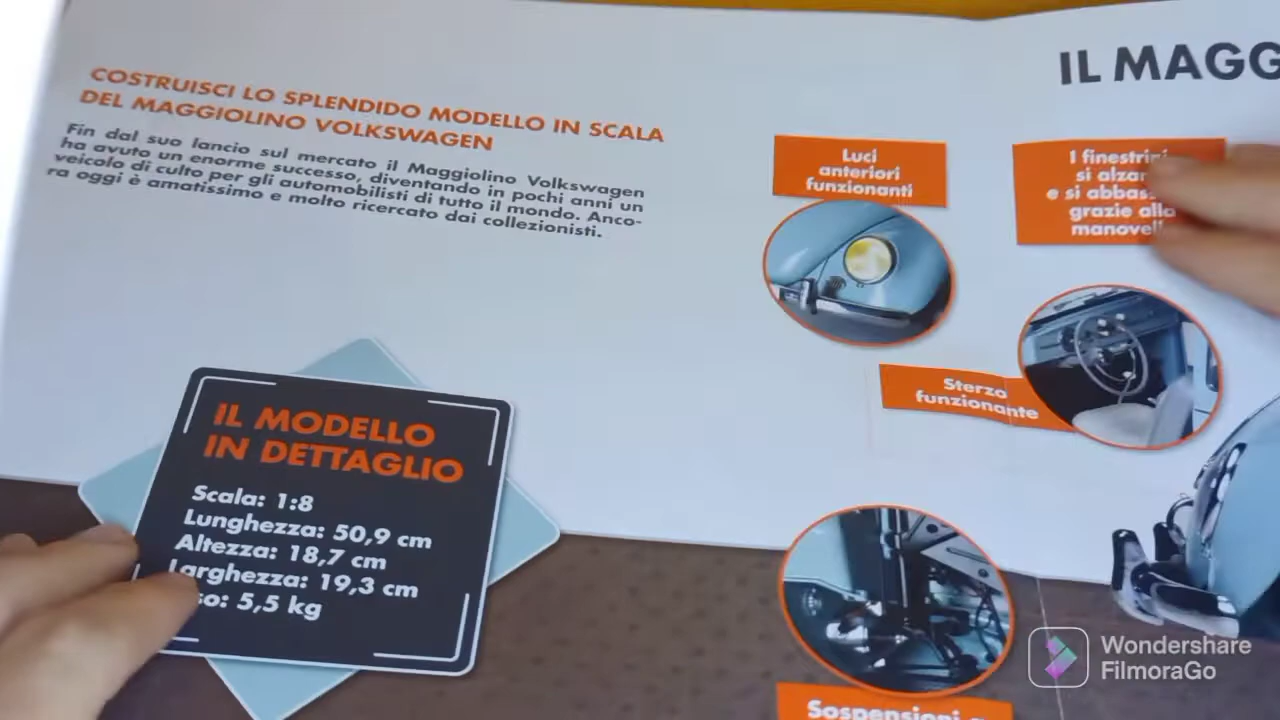 COSTRUISCI LO SPLENDIDO MODELLO IN SCALA
DEL MAGGIOLINO VOLKSWAGEN
Fin dal suo lancio sul mercato il Maggiolino Volkswagen
ha avuto un enorme successo, diventando in pochi anni un
veicolo di culto per gli automobilisti di tutto il mondo. Anco-
ra oggi è amatissimo e molto ricercato dai collezionisti.
IL MODELLO
IN DETTAGLIO
Scala: 1:8
Lunghezza: 50,9 cm
Altezza: 18,7 cm
Larghezza: 19,3 cm
5,5 kg
IL MAGG
Luci
anteriori
funzionanti
I finestrini
si
e si
grazie alla
Sterzo
funzionante
Sospensioni
Wondershare
FilmoraGo